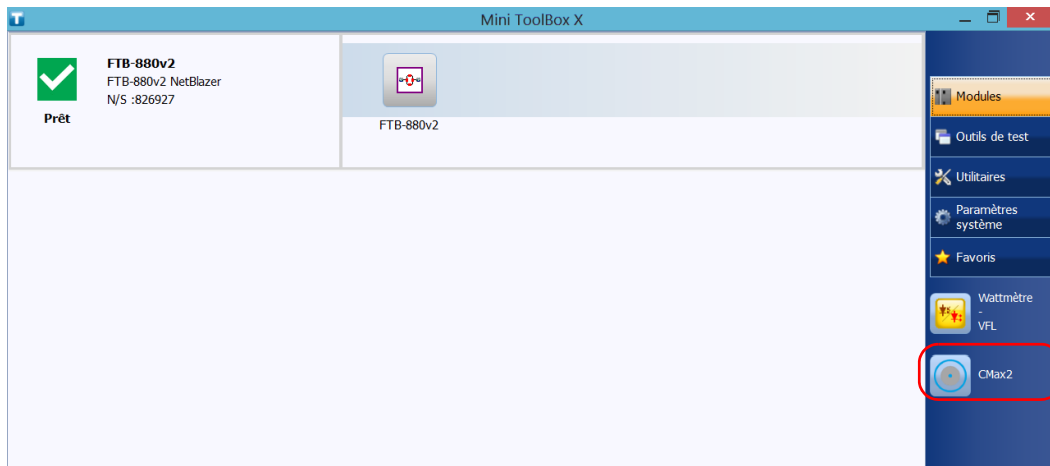 Mini ToolBox X
FTB-880v2
FTB-880v2 NetBlazer
N/S :826927
Prêt
FTB-880v2
Modules
Outils de test
Utilitaires
Paramètres
système
Favoris
Wattmètre
-
VFL
CMax2